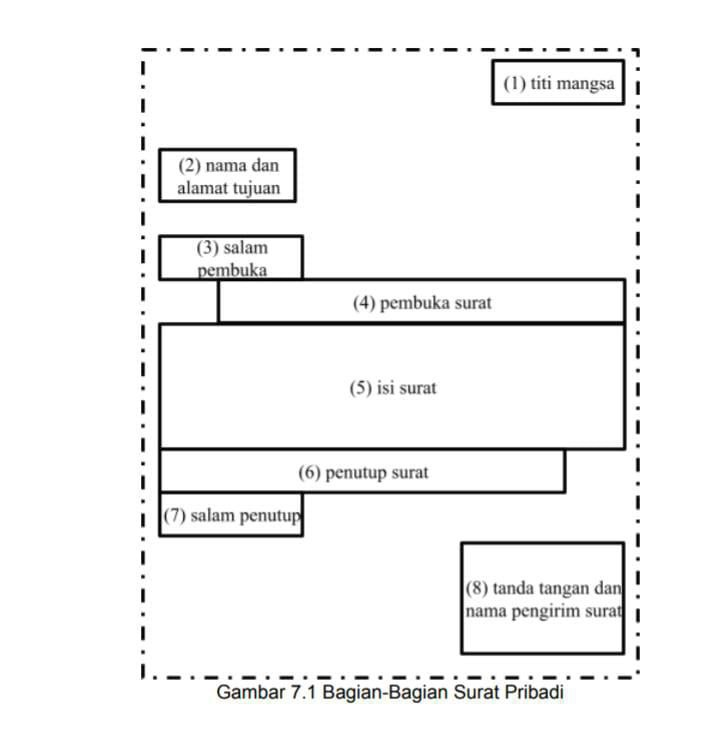 (1) titi mangsa
(2) nama dan
alamat tujuan
(3) salam
pembuka
(4) pembuka surat
(5) isi surat
(6) penutup surat
(7) salam penutup
(8) tanda tangan dan
nama pengirim surat
Gambar 7.1 Bagian-Bagian Surat Pribadi